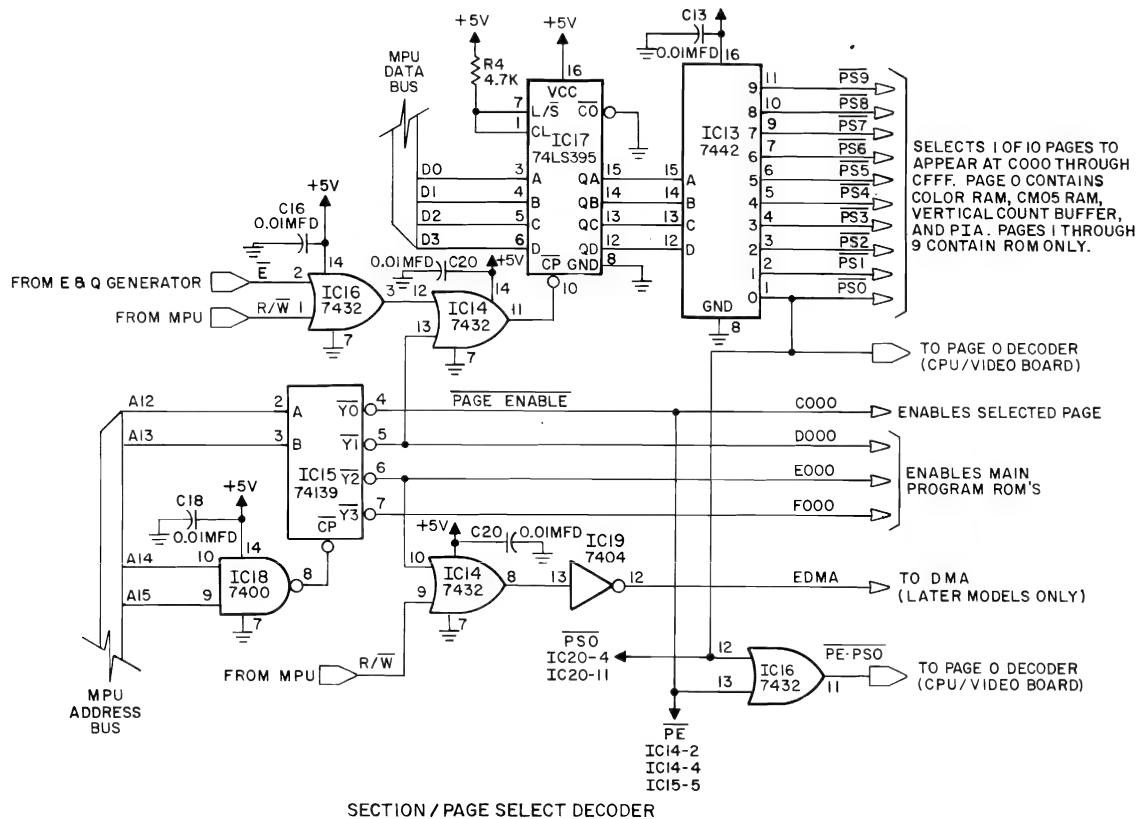 +5V
+5V
C13
0.01MFD
16
MPU
DATA
BUS
R4
4.7K
16
VCC
7
L/S
CO
1
CL
IC17
74LS395
D0
3
A
QA
15
D1
4
B
QB
14
D2
5
C
QC
13
D3
6
D
QD
12
CP
GND
8
10
15
A
14
B
13
C
12
D
IC13
7442
9
11
PS9
8
10
PS8
7
9
PS7
6
7
PS6
5
6
PS5
4
5
PS4
3
4
PS3
2
3
PS2
1
2
PS1
0
1
PS0
GND
8
SELECTS 1 OF 10 PAGES TO
APPEAR AT C000 THROUGH
CFFF. PAGE 0 CONTAINS
COLOR RAM, CM05 RAM,
VERTICAL COUNT BUFFER,
AND PIA. PAGES 1 THROUGH
9 CONTAIN ROM ONLY.
+5V
C16
0.01MFD
14
FROM E & Q GENERATOR
E
2
IC16
7432
3
FROM MPU
R/W
1
7
0.01MFD
C20
+5V
14
12
IC14
7432
11
13
7
TO PAGE 0 DECODER
(CPU/VIDEO BOARD)
A12
2
A
Y0
4
PAGE ENABLE
C000
ENABLES SELECTED PAGE
A13
3
B
Y1
5
D000
IC15
74139
Y2
6
E000
ENABLES MAIN
PROGRAM ROM'S
Y3
7
F000
CP
+5V
C18
0.01MFD
14
A14
10
IC18
7400
8
A15
9
7
+5V
C20
0.01MFD
10
IC14
7432
8
9
7
IC19
7404
13
12
EDMA
TO DMA
(LATER MODELS ONLY)
FROM MPU
R/W
PS0
IC20-4
IC20-11
12
IC16
7432
11
13
PE·PS0
TO PAGE 0 DECODER
(CPU/VIDEO BOARD)
MPU
ADDRESS
BUS
PE
IC14-2
IC14-4
IC15-5
SECTION / PAGE SELECT DECODER